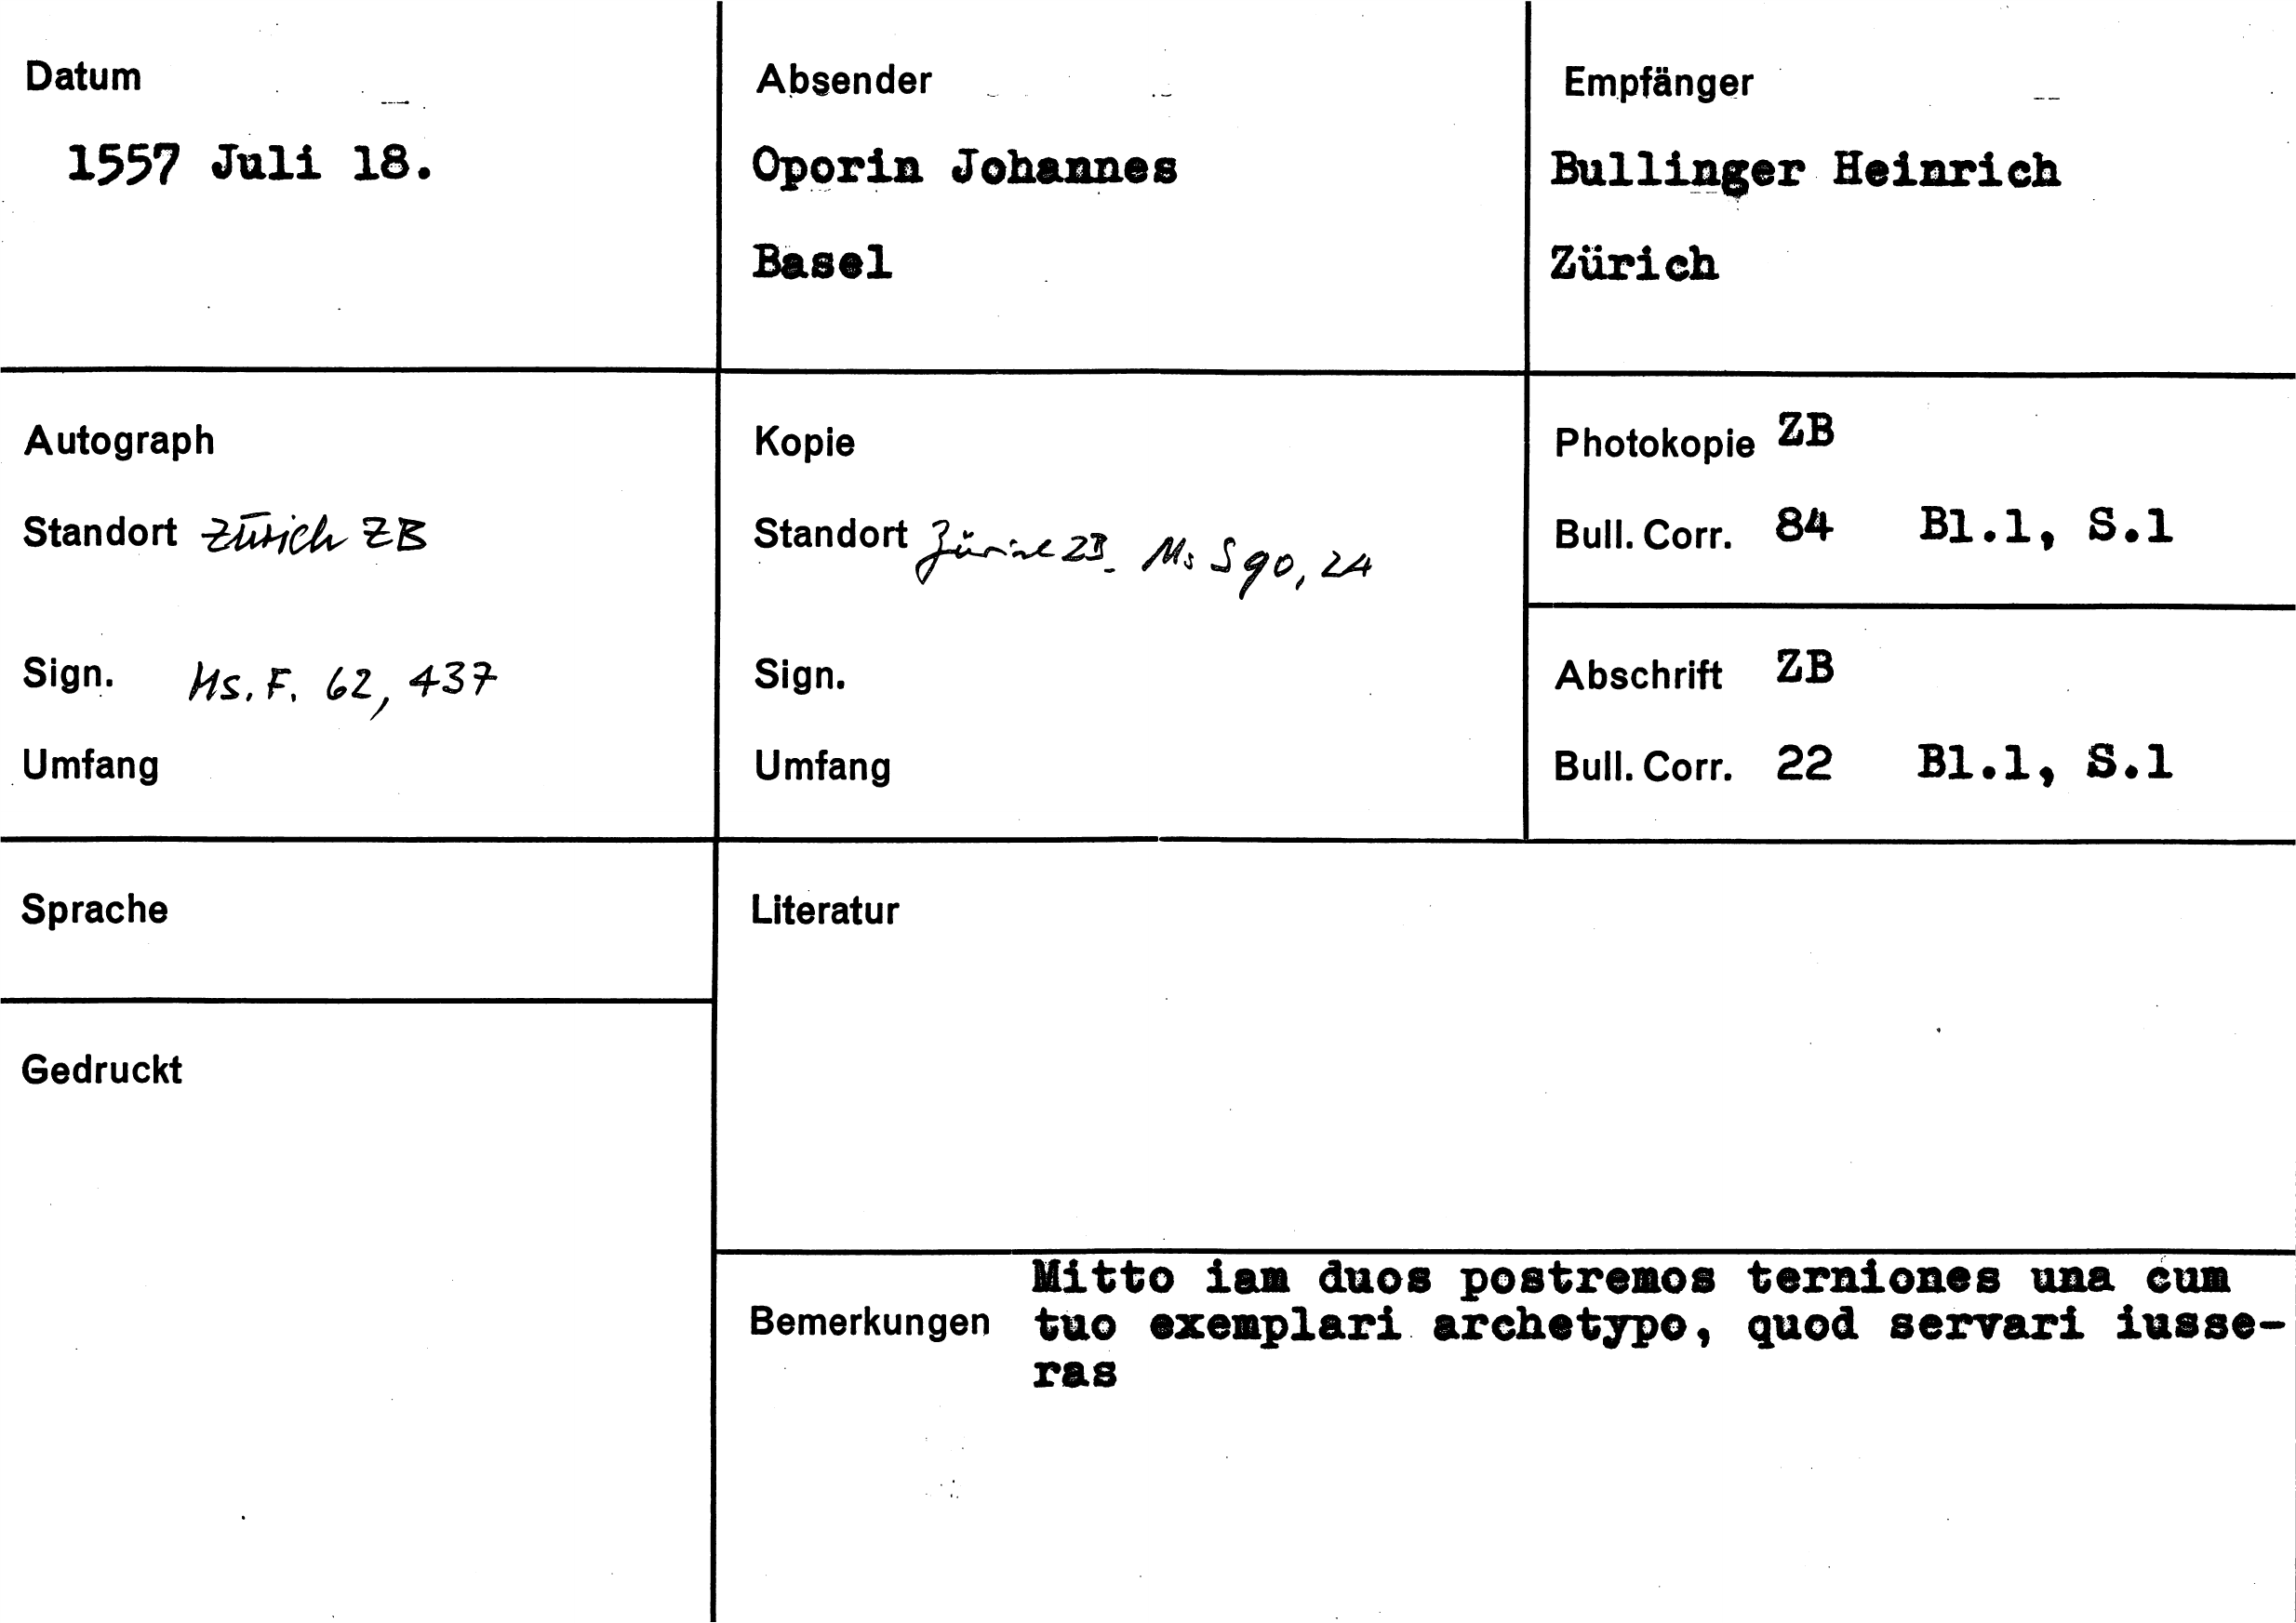 Datum
1557 Juli 18.
Absender
Oporin Johannes
Basel
Empfänger
Bullinger Heinrich
Zürich
Autograph
Standort Zürich ZB
Sign. Ms. F. 62, 437
Umfang
Kopie
Standort Zürich ZB Ms S 90, 24
Sign.
Umfang
Photokopie ZB
Bull. Corr. 84 Bl.1, S.1
Abschrift ZB
Bull. Corr. 22 Bl.1, S.1
Sprache
Gedruckt
Literatur
Bemerkungen
Mitto iam duos postremos terniones una cum
tuo exemplari archetypo, quod servari iusse-
ras